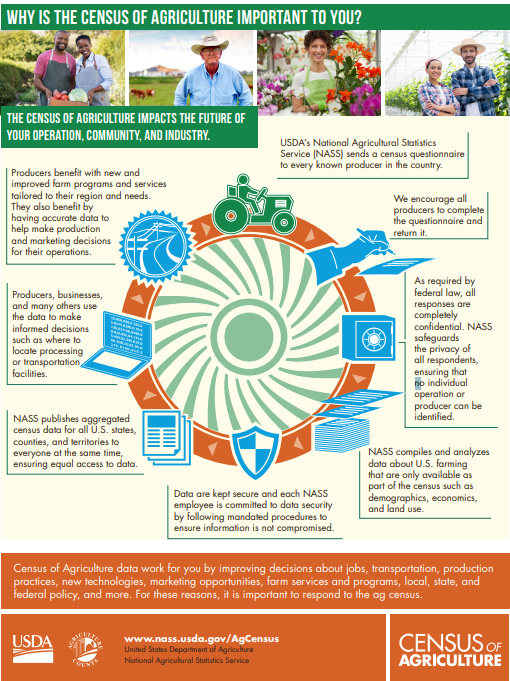 WHY IS THE CENSUS OF AGRICULTURE IMPORTANT TO YOU?
THE CENSUS OF AGRICULTURE IMPACTS THE FUTURE OF
YOUR OPERATION, COMMUNITY, AND INDUSTRY.
USDA's National Agricultural Statistics
Service (NASS) sends a census questionnaire
to every known producer in the country.
We encourage all
producers to complete
the questionnaire and
return it.
As required by
federal law, all
responses are
completely
confidential. NASS
safeguards
the privacy of
all respondents,
ensuring that
no individual
operation or
producer can be
identified.
NASS compiles and analyzes
data about U.S. farming
that are only available as
part of the census such as
demographics, economics,
and land use.
Data are kept secure and each NASS
employee is committed to data security
by following mandated procedures to
ensure information is not compromised.
NASS publishes aggregated
census data for all U.S. states,
counties, and territories to
everyone at the same time,
ensuring equal access to data.
Producers, businesses,
and many others use
the data to make
informed decisions
such as where to
locate processing
or transportation
facilities.
Producers benefit with new and
improved farm programs and services
tailored to their region and needs.
They also benefit by
having accurate data to
help make production
and marketing decisions
for their operations.
Census of Agriculture data work for you by improving decisions about jobs, transportation, production
practices, new technologies, marketing opportunities, farm services and programs, local, state, and
federal policy, and more. For these reasons, it is important to respond to the ag census.
USDA
AGRICULTURE
COUNTS
www.nass.usda.gov/AgCensus
United States Department of Agriculture
National Agricultural Statistics Service
CENSUS OF
AGRICULTURE